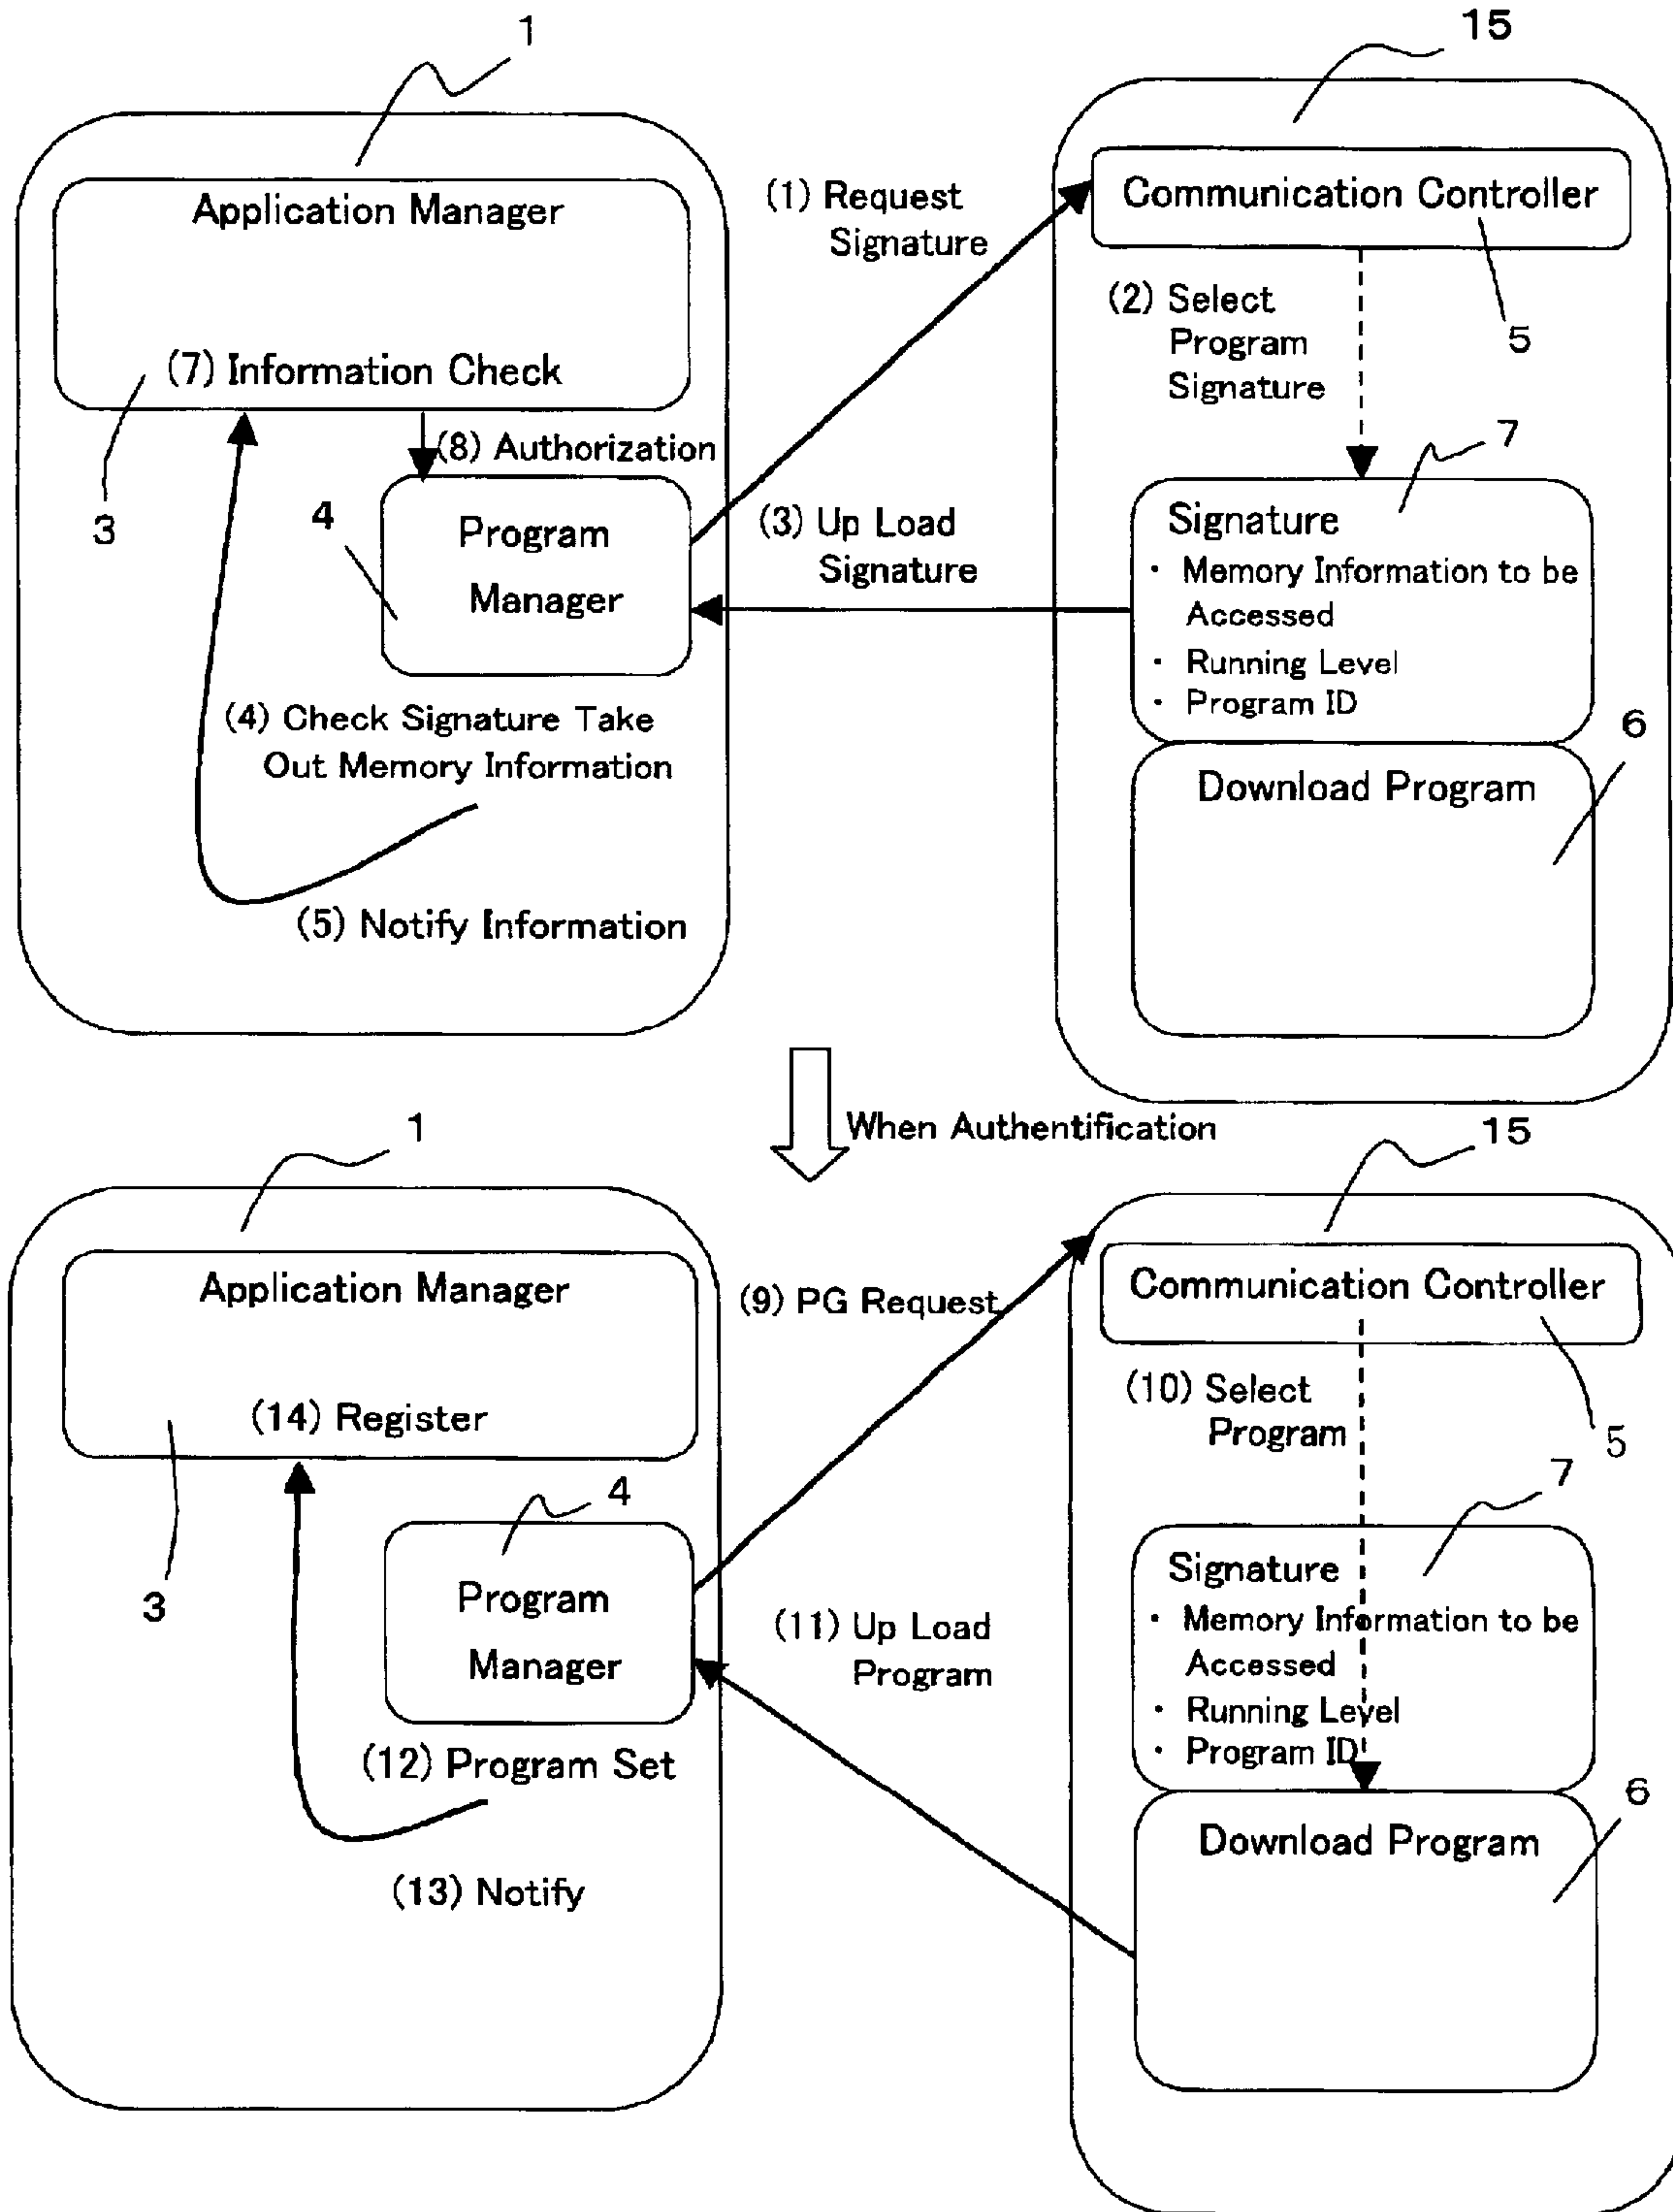 1
15
Application Manager
(7) Information Check
3
(8) Authorization
4
Program
Manager
(4) Check Signature Take
Out Memory Information
(5) Notify Information
(1) Request
Signature
(3) Up Load
Signature
Communication Controller
5
(2) Select
Program
Signature
7
Signature
· Memory Information to be
Accessed
· Running Level
· Program ID
6
Download Program
When Authentification
1
15
Application Manager
(14) Register
3
4
Program
Manager
(12) Program Set
(13) Notify
(9) PG Request
(11) Up Load
Program
Communication Controller
5
(10) Select
Program
7
Signature
· Memory Information to be
Accessed
· Running Level
· Program ID
6
Download Program